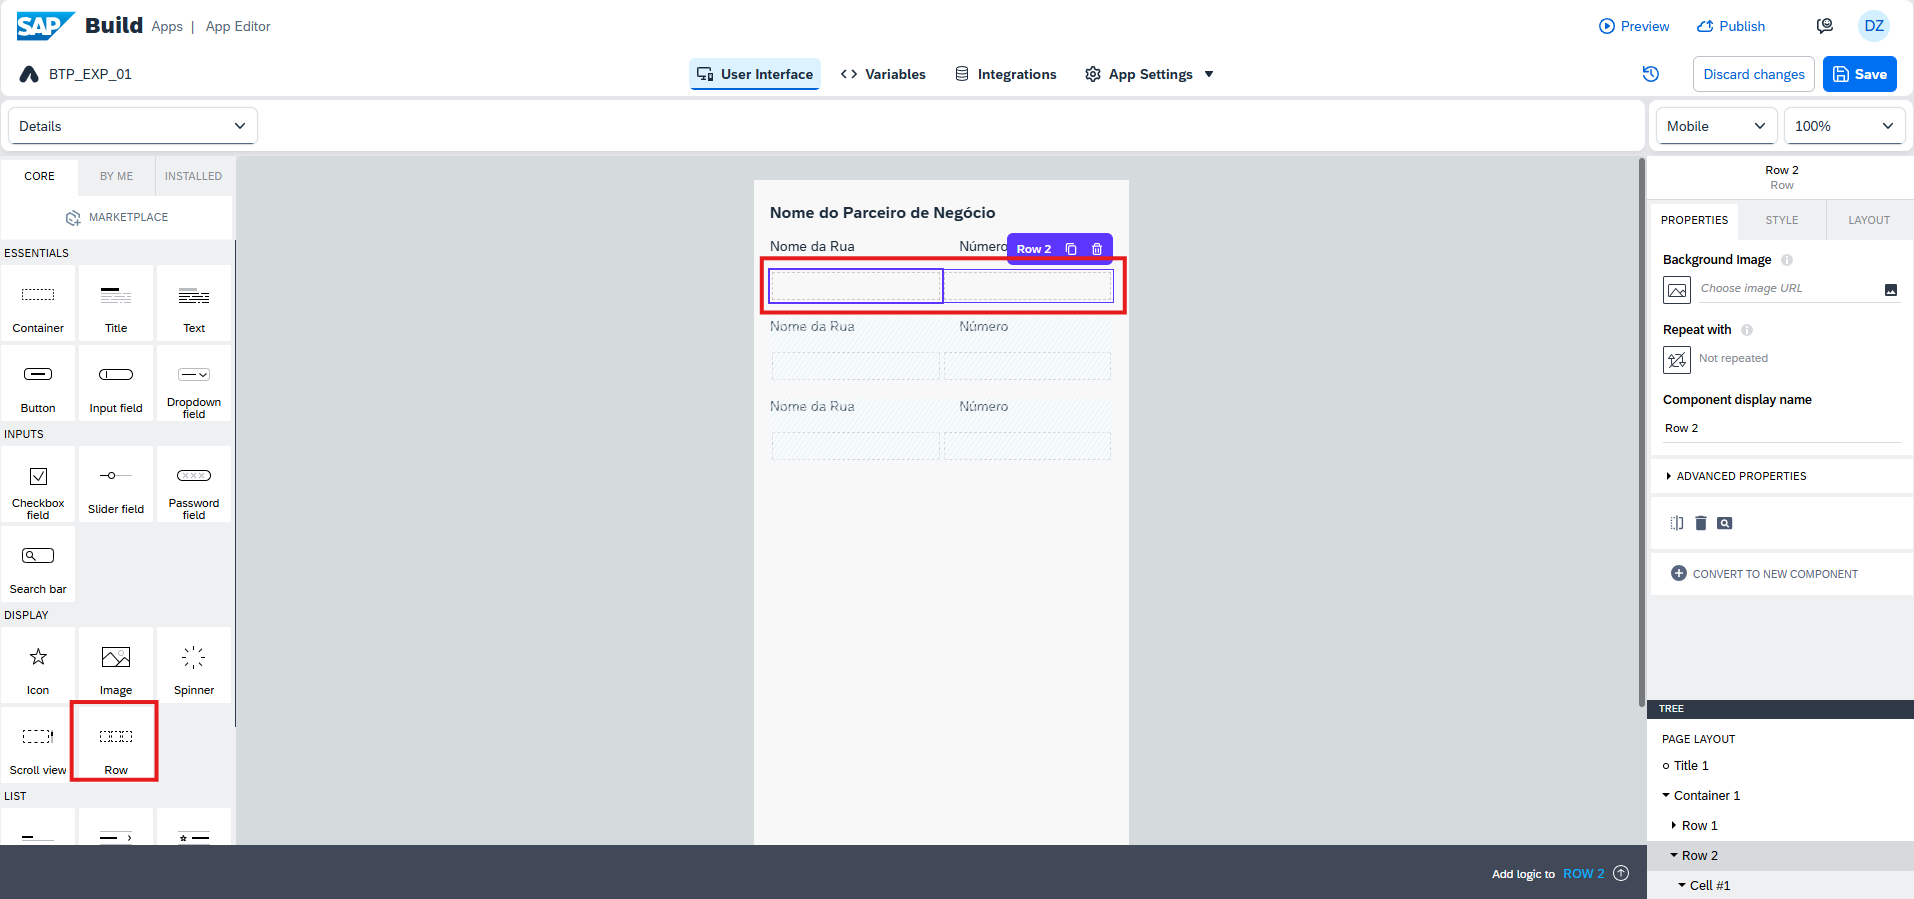 SAP Build Apps | App Editor
Preview
Publish
DZ
BTP_EXP_01
User Interface
Variables
Integrations
App Settings
Discard changes
Save
Details
Mobile
100%
CORE
BY ME
INSTALLED
MARKETPLACE
ESSENTIALS
Container
Title
Text
Button
Input field
Dropdown
field
INPUTS
Checkbox
field
Slider field
Password
field
Search bar
DISPLAY
Icon
Image
Spinner
Scroll view
Row
LIST
Nome do Parceiro de Negócio
Nome da Rua
Número
Row 2
Nome da Rua
Número
Nome da Rua
Número
Row 2
Row
PROPERTIES
STYLE
LAYOUT
Background Image
Choose image URL
Repeat with
Not repeated
Component display name
Row 2
ADVANCED PROPERTIES
CONVERT TO NEW COMPONENT
TREE
PAGE LAYOUT
Title 1
Container 1
Row 1
Row 2
Cell #1
Add logic to ROW 2